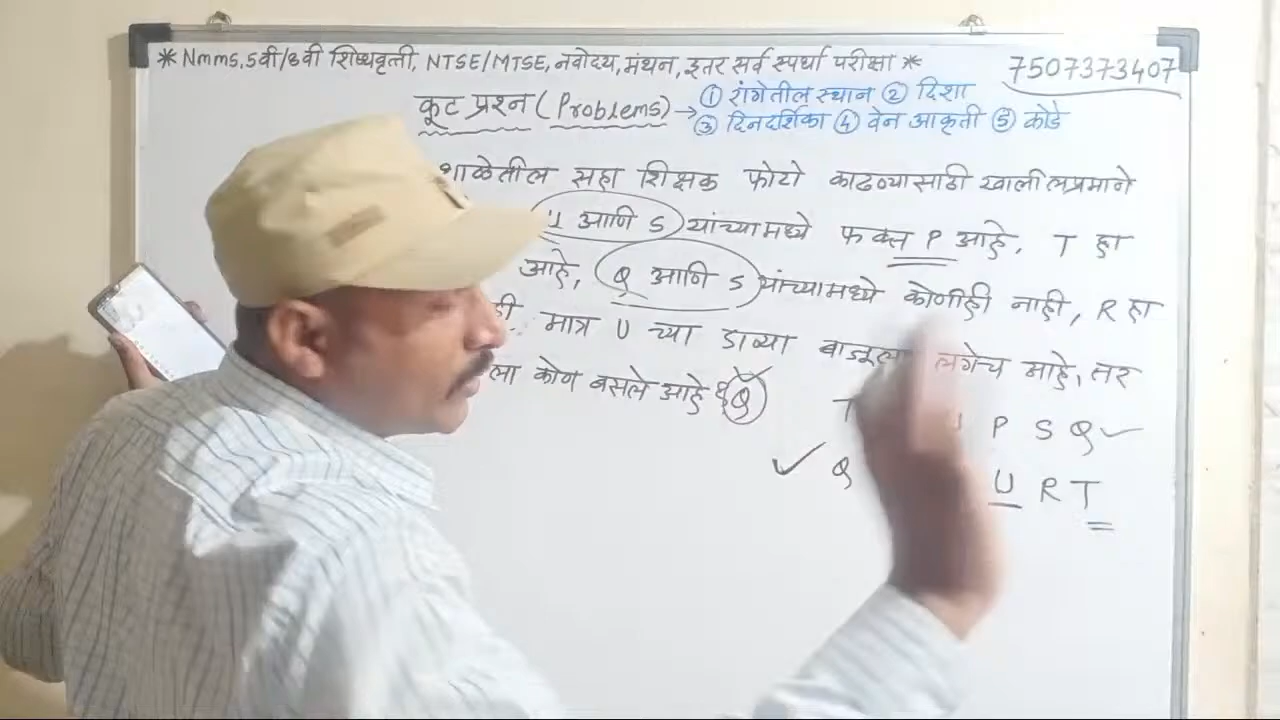 * Nmms, 5वी/8वी शिष्यवृत्ती, NTSE/MTSE, नवोदय, मंथन, इतर सर्व स्पर्धा परीक्षा *
7507373407
कूट प्रश्न (Problems) → ① रांगेतील स्थान ② दिशा
③ दिनदर्शिका ④ वेन आकृती ⑤ कोडे
शाळेतील सहा शिक्षक फोटो काढण्यासाठी खालीलप्रमाणे
U आणि S यांच्यामध्ये फक्त P आहे. T हा
आहे, Q आणि S यांच्यामध्ये कोणीही नाही, R हा
मात्र U च्या डाव्या बाजूला लगेच आहे, तर
ला कोण बसले आहे? Q
T P S Q ✓
✓ Q U R T